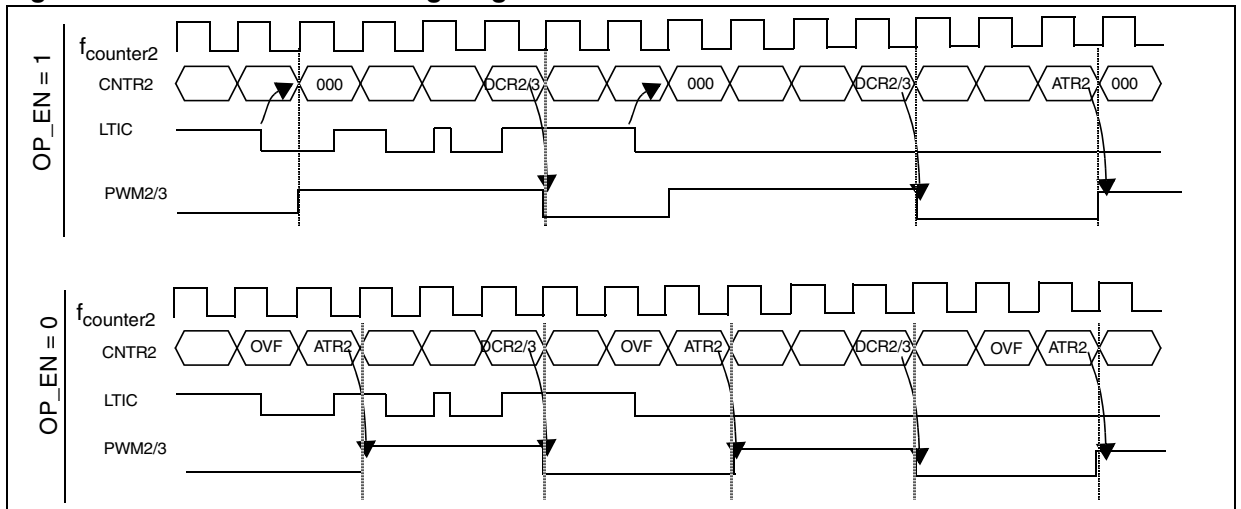 OP_EN = 1
fcounter2
CNTR2 000 DCR2/3 000 DCR2/3 ATR2 000
LTIC
PWM2/3
OP_EN = 0
fcounter2
CNTR2 OVF ATR2 DCR2/3 OVF ATR2 DCR2/3 OVF ATR2
LTIC
PWM2/3